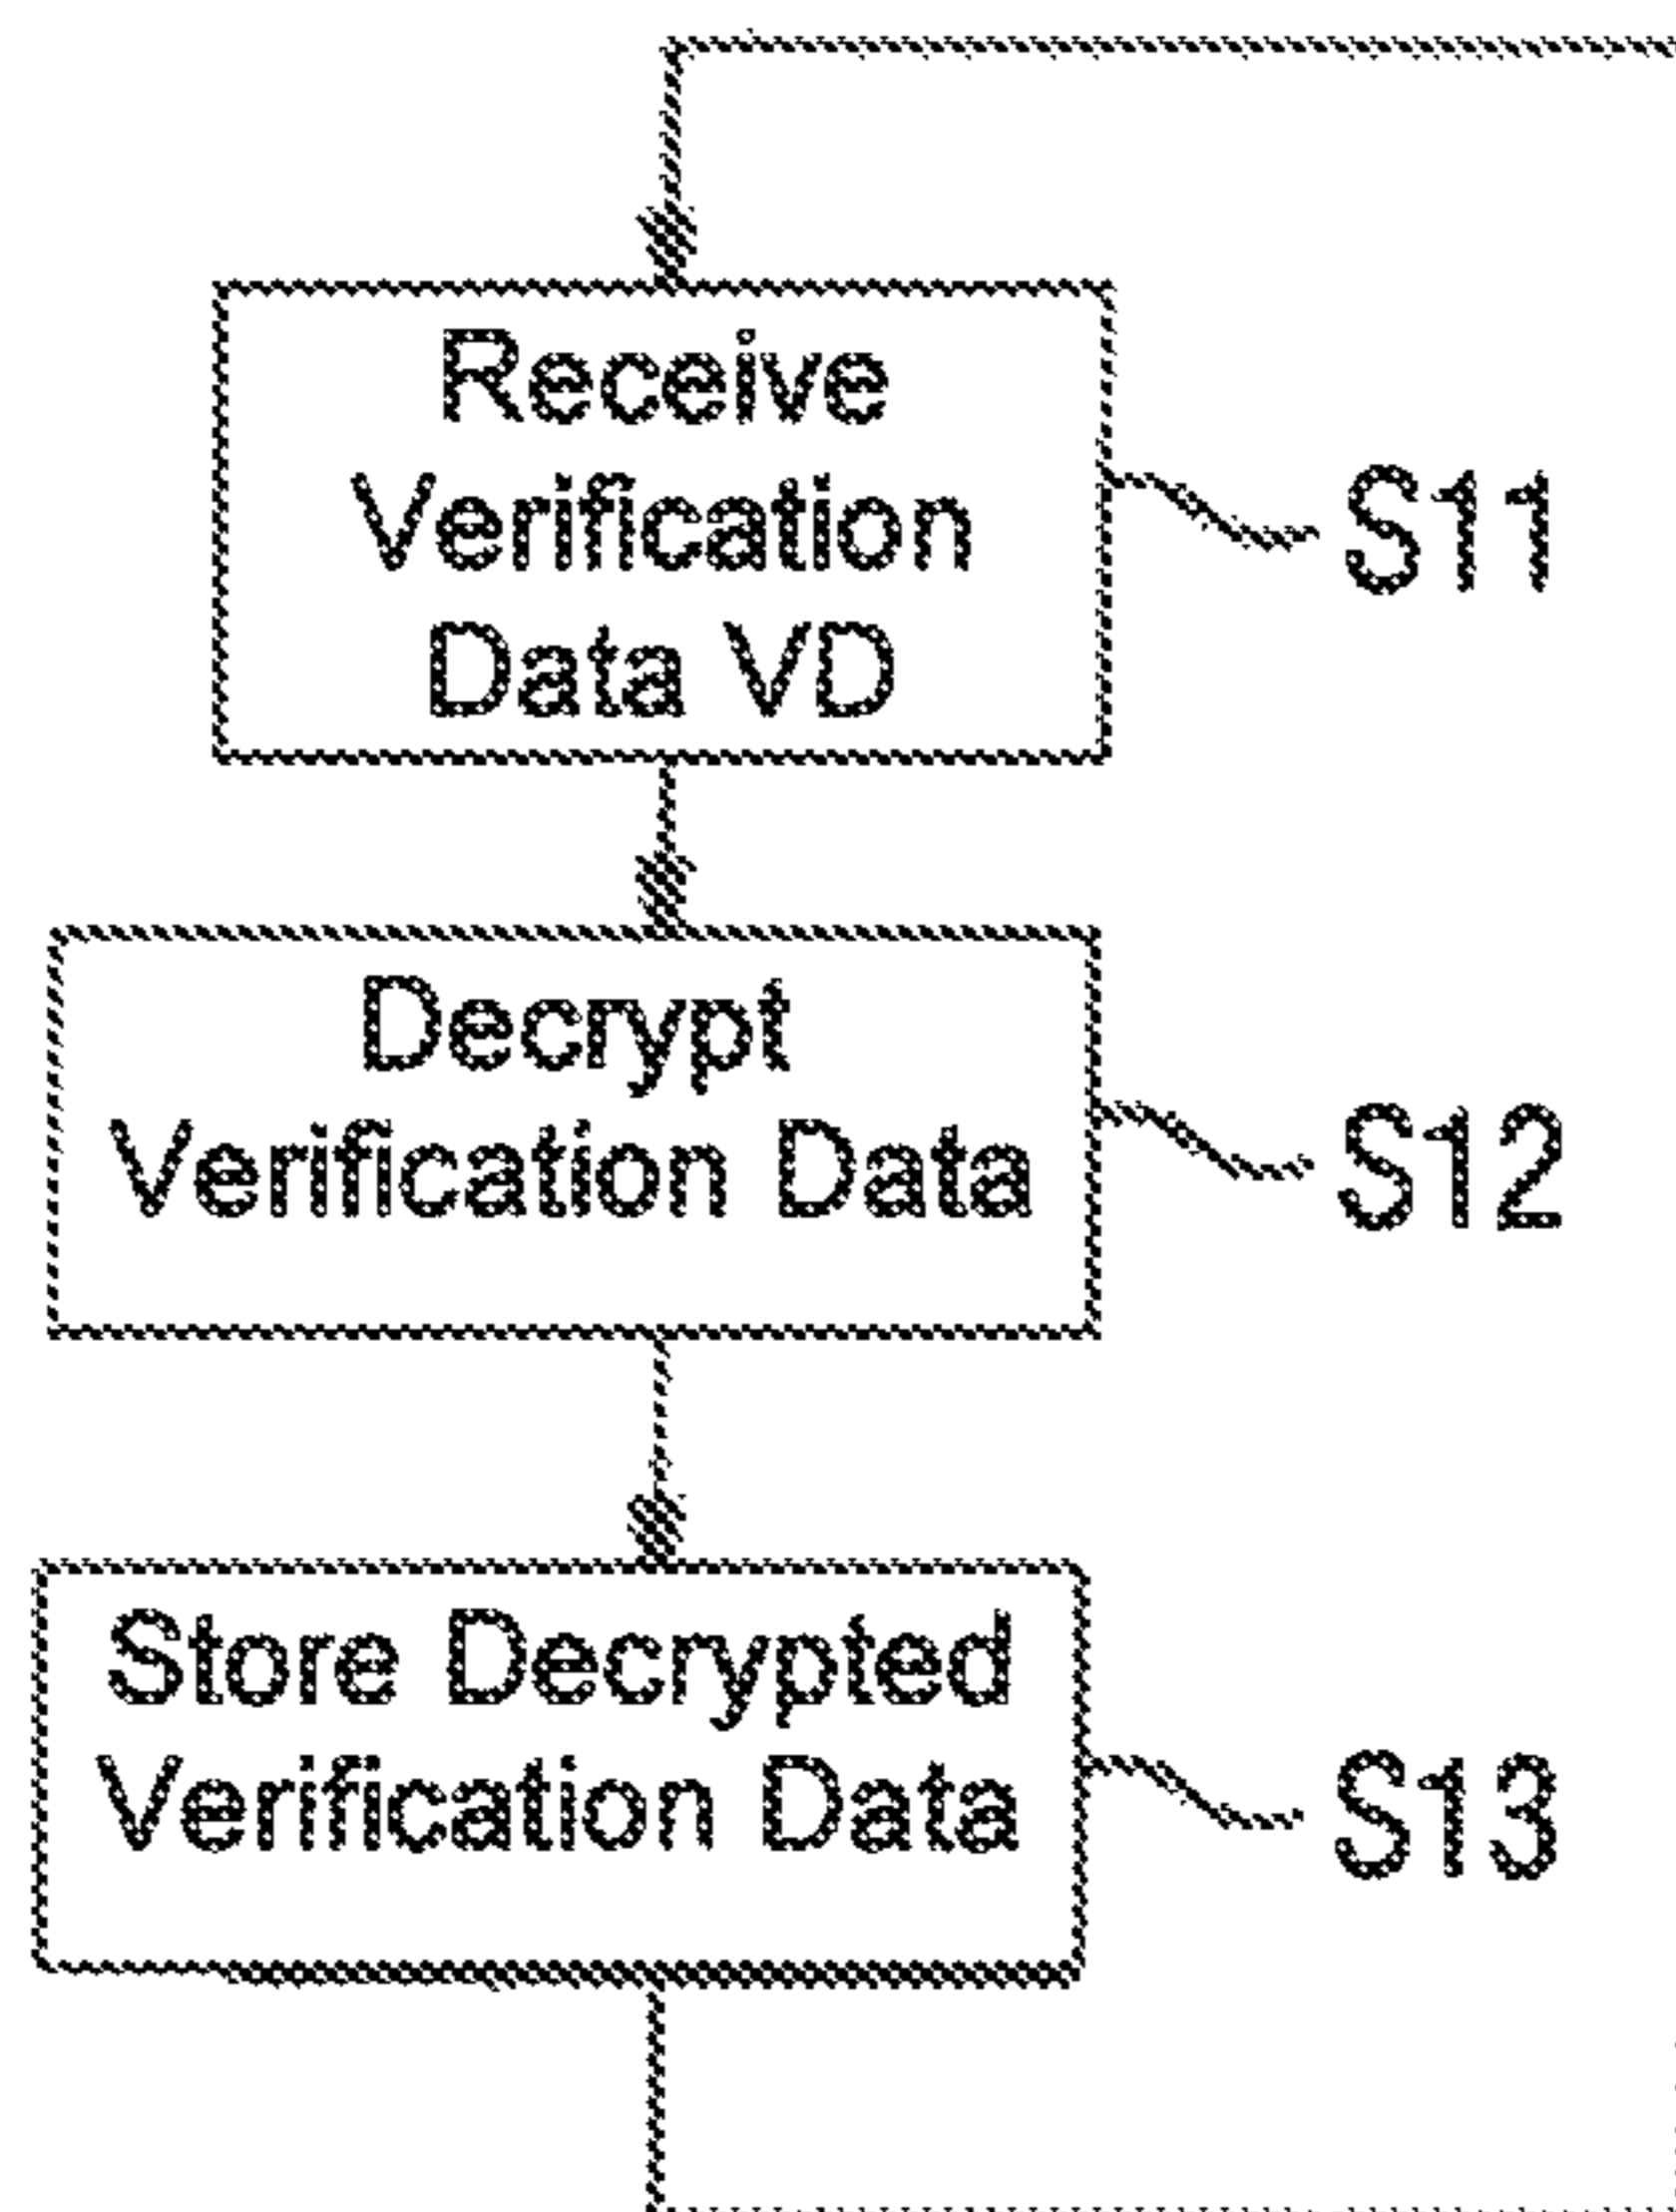 Receive
Verification
Data VD
S11
Decrypt
Verification Data
S12
Store Decrypted
Verification Data
S13